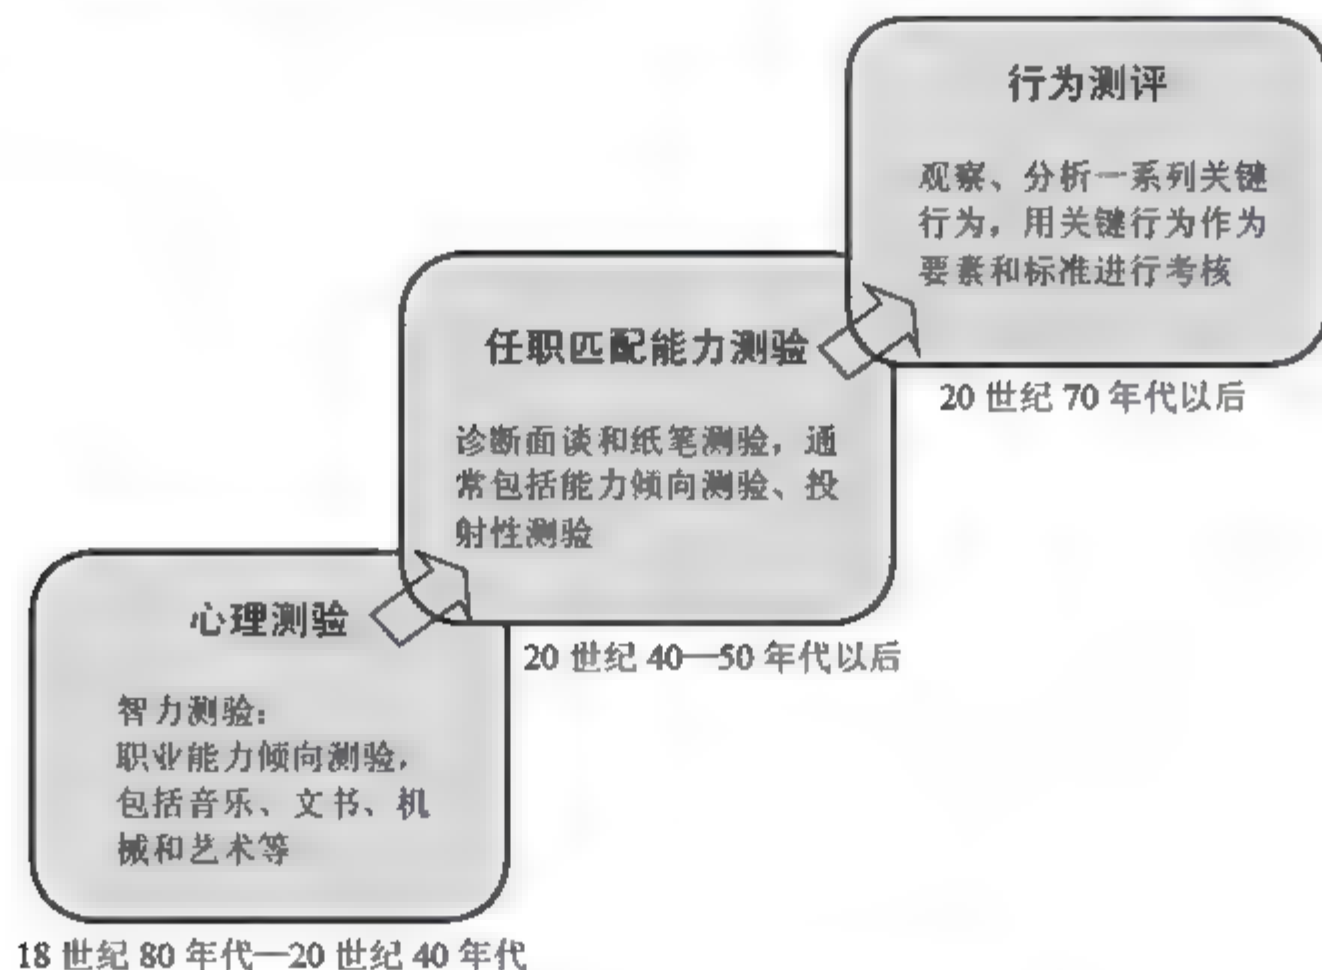 行为测评
观察、分析一系列关键
行为，用关键行为作为
要素和标准进行考核
20 世纪 70 年代以后
任职匹配能力测验
诊断面谈和纸笔测验，通
常包括能力倾向测验、投
射性测验
20 世纪 40—50 年代以后
心理测验
智力测验：
职业能力倾向测验，
包括音乐、文书、机
械和艺术等
18 世纪 80 年代—20 世纪 40 年代